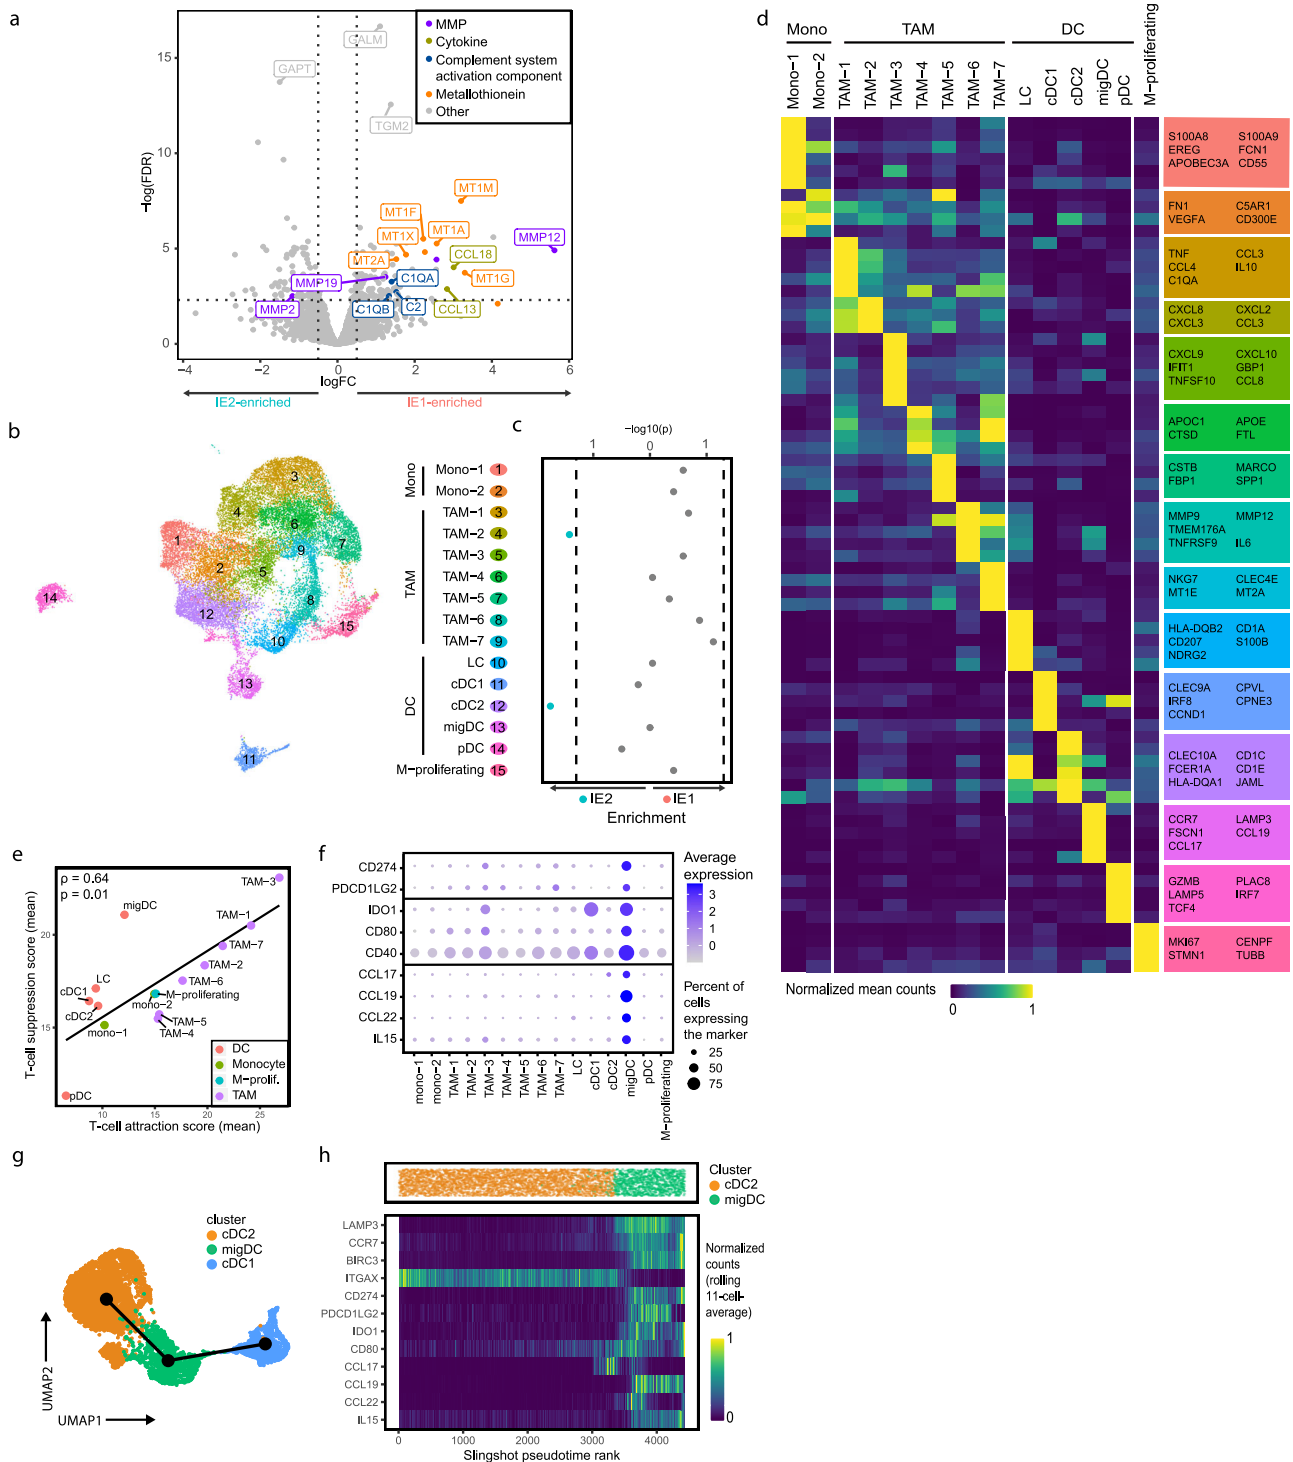 a
−log(FDR)
15
10
5
0
−4
−2
0
2
4
6
logFC
IE2-enriched
IE1-enriched
MMP
Cytokine
Complement system
activation component
Metallothionein
Other
GALM
GAPT
TGM2
MT1M
MT1F
MT1A
MT1X
MMP12
MT2A
CCL18
MMP19
C1QA
MT1G
MMP2
C1QB
C2
CCL13
b
1
2
3
4
5
6
7
8
9
10
11
12
13
14
15
c
−log10(p)
1
0
1
Mono
Mono−1 1
Mono−2 2
TAM
TAM−1 3
TAM−2 4
TAM−3 5
TAM−4 6
TAM−5 7
TAM−6 8
TAM−7 9
DC
LC 10
cDC1 11
cDC2 12
migDC 13
pDC 14
M−proliferating 15
IE2
IE1
Enrichment
d
Mono
TAM
DC
Mono-1
Mono-2
TAM-1
TAM-2
TAM-3
TAM-4
TAM-5
TAM-6
TAM-7
LC
cDC1
cDC2
migDC
pDC
M-proliferating
S100A8 S100A9
EREG FCN1
APOBEC3A CD55
FN1 C5AR1
VEGFA CD300E
TNF CCL3
CCL4 IL10
C1QA
CXCL8 CXCL2
CXCL3 CCL3
CXCL9 CXCL10
IFIT1 GBP1
TNFSF10 CCL8
APOC1 APOE
CTSD FTL
CSTB MARCO
FBP1 SPP1
MMP9 MMP12
TMEM176A
TNFRSF9 IL6
NKG7 CLEC4E
MT1E MT2A
HLA-DQB2 CD1A
CD207 S100B
NDRG2
CLEC9A CPVL
IRF8 CPNE3
CCND1
CLEC10A CD1C
FCER1A CD1E
HLA-DQA1 JAML
CCR7 LAMP3
FSCN1 CCL19
CCL17
GZMB PLAC8
LAMP5 IRF7
TCF4
MKI67 CENPF
STMN1 TUBB
Normalized mean counts
0
1
e
T-cell suppression score (mean)
20
15
ρ = 0.64
p = 0.01
TAM−3
migDC
TAM−1
TAM−7
TAM−2
LC
TAM−6
cDC1
M−proliferating
mono−2
cDC2
TAM−5
mono−1
TAM−4
pDC
DC
Monocyte
M−prolif.
TAM
10
15
20
25
T-cell attraction score (mean)
f
CD274
PDCD1LG2
IDO1
CD80
CD40
CCL17
CCL19
CCL22
IL15
mono−1
mono−2
TAM−1
TAM−2
TAM−3
TAM−4
TAM−5
TAM−6
TAM−7
LC
cDC1
cDC2
migDC
pDC
M−proliferating
Average
expression
3
2
1
0
Percent of
cells
expressing
the marker
25
50
75
g
cluster
cDC2
migDC
cDC1
UMAP2
UMAP1
h
Cluster
cDC2
migDC
LAMP3
CCR7
BIRC3
ITGAX
CD274
PDCD1LG2
IDO1
CD80
CCL17
CCL19
CCL22
IL15
0
1000
2000
3000
4000
Slingshot pseudotime rank
Normalized
counts
(rolling
11-cell-
average)
1
0